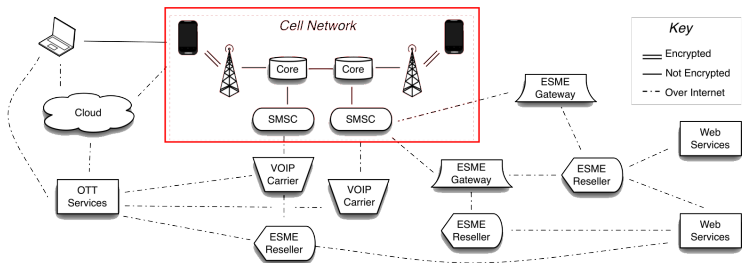 Cell Network
Key
Encrypted
Not Encrypted
Over Internet
Core
Core
ESME
Gateway
Cloud
SMSC
SMSC
Web
Services
VOIP
Carrier
ESME
Gateway
ESME
Reseller
OTT
Services
VOIP
Carrier
ESME
Reseller
ESME
Reseller
Web
Services